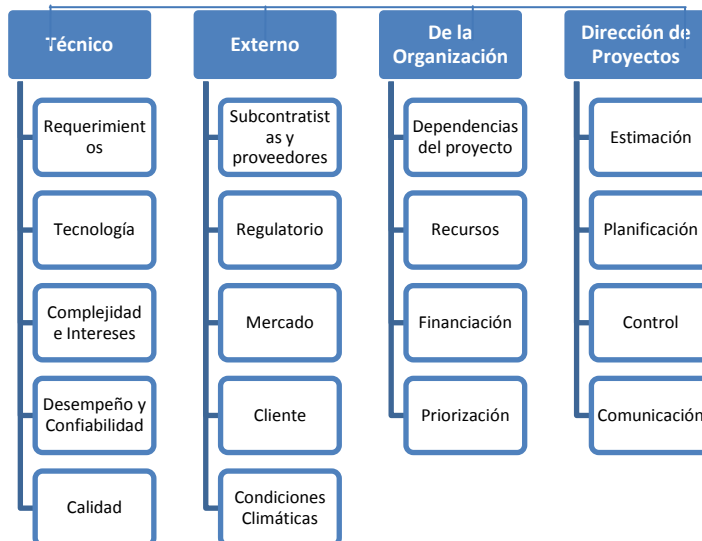 Técnico
Requerimient
os
Tecnología
Complejidad
e Intereses
Desempeño y
Confiabilidad
Calidad
Externo
Subcontratist
as y
proveedores
Regulatorio
Mercado
Cliente
Condiciones
Climáticas
De la
Organización
Dependencias
del proyecto
Recursos
Financiación
Priorización
Dirección de
Proyectos
Estimación
Planificación
Control
Comunicación